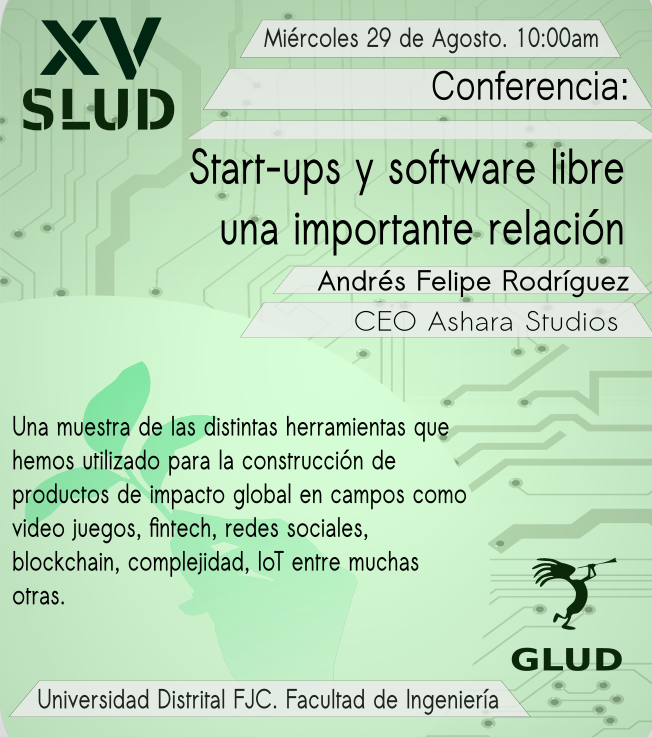 XV
SLUD
Miércoles 29 de Agosto. 10:00am
Conferencia:
Start-ups y software libre
una importante relación
Andrés Felipe Rodríguez
CEO Ashara Studios
Una muestra de las distintas herramientas que
hemos utilizado para la construcción de
productos de impacto global en campos como
video juegos, fintech, redes sociales,
blockchain, complejidad, IoT entre muchas
otras.
GLUD
Universidad Distrital FJC. Facultad de Ingeniería